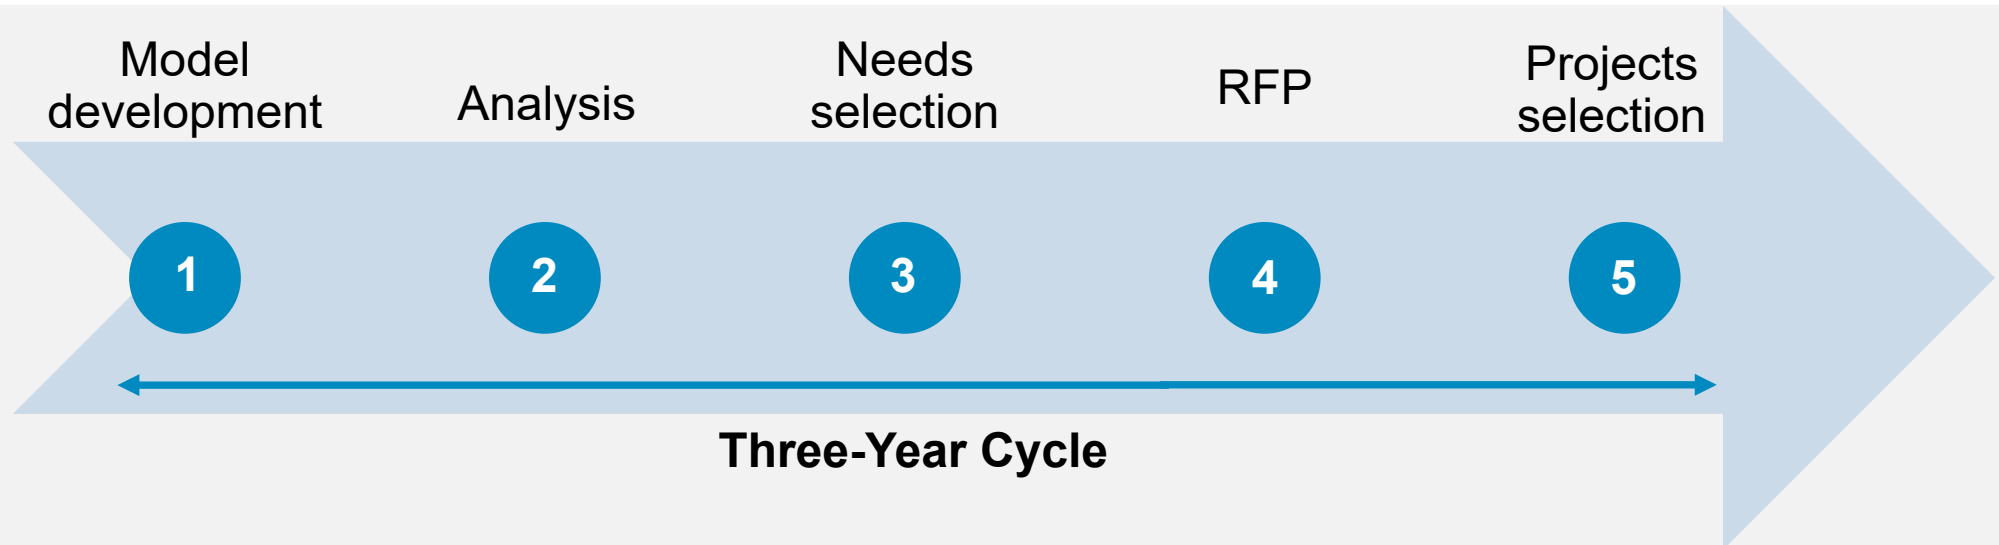 Model
development
Analysis
Needs
selection
RFP
Projects
selection
1
2
3
4
5
Three-Year Cycle